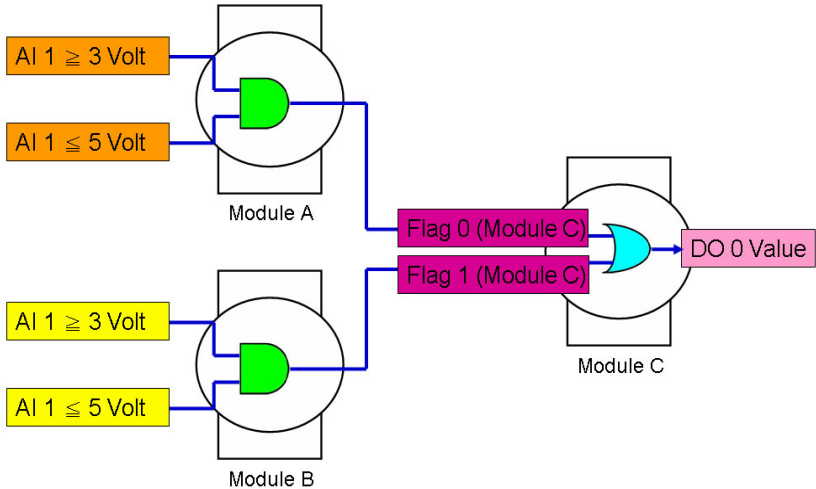 AI 1 ≧ 3 Volt
AI 1 ≦ 5 Volt
Module A
Flag 0 (Module C)
Flag 1 (Module C)
DO 0 Value
Module C
AI 1 ≧ 3 Volt
AI 1 ≦ 5 Volt
Module B